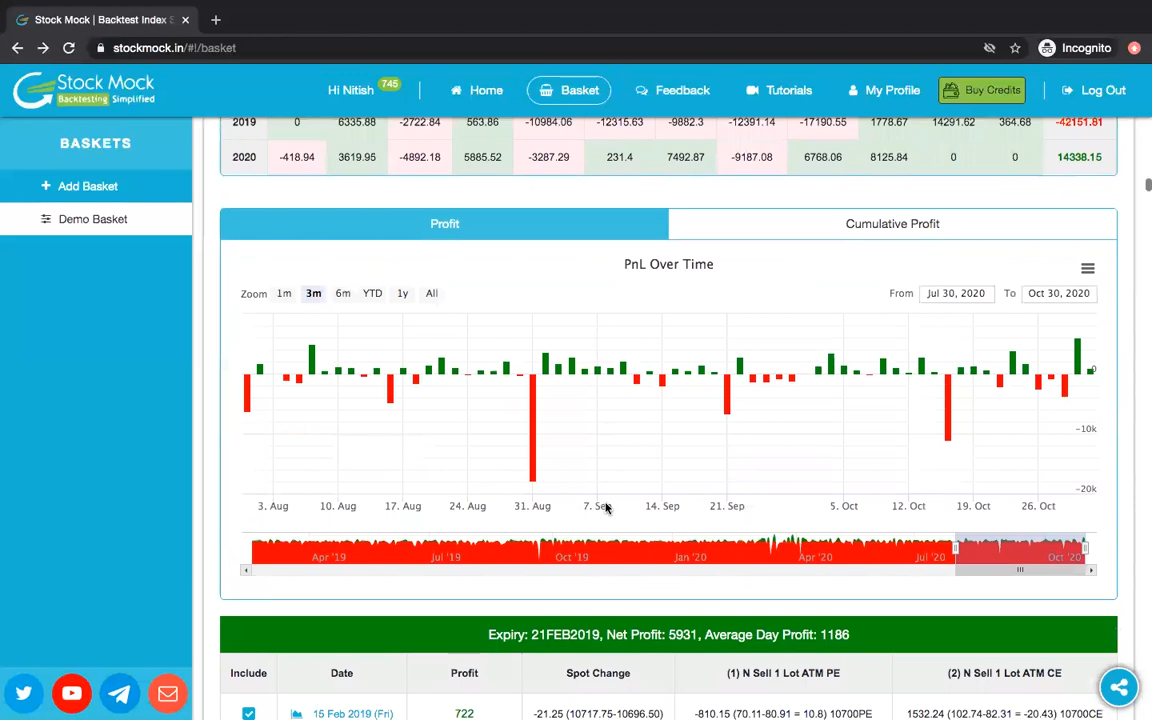 Stock Mock | Backtest Index S
stockmock.in/#!/basket
Incognito
Stock Mock
Backtesting Simplified
Hi Nitish 745
Home
Basket
Feedback
Tutorials
My Profile
Buy Credits
Log Out
BASKETS
Add Basket
Demo Basket
2019 0 6335.88 -2722.84 563.86 -10984.06 -12315.63 -9882.3 -12391.14 -17190.55 1778.67 14291.62 364.68 -42151.81
2020 -418.94 3619.95 -4892.18 5885.52 -3287.29 231.4 7492.87 -9187.08 6768.06 8125.84 0 0 14338.15
Profit Cumulative Profit
PnL Over Time
Zoom 1m 3m 6m YTD 1y All From Jul 30, 2020 To Oct 30, 2020
0
-10k
-20k
3. Aug 10. Aug 17. Aug 24. Aug 31. Aug 7. Sep 14. Sep 21. Sep 5. Oct 12. Oct 19. Oct 26. Oct
Apr '19 Jul '19 Oct '19 Jan '20 Apr '20 Jul '20 Oct '20
Expiry: 21FEB2019, Net Profit: 5931, Average Day Profit: 1186
Include Date Profit Spot Change (1) N Sell 1 Lot ATM PE (2) N Sell 1 Lot ATM CE
15 Feb 2019 (Fri) 722 -21.25 (10717.75-10696.50) -810.15 (70.11-80.91 = 10.8) 10700PE 1532.24 (102.74-82.31 = -20.43) 10700CE